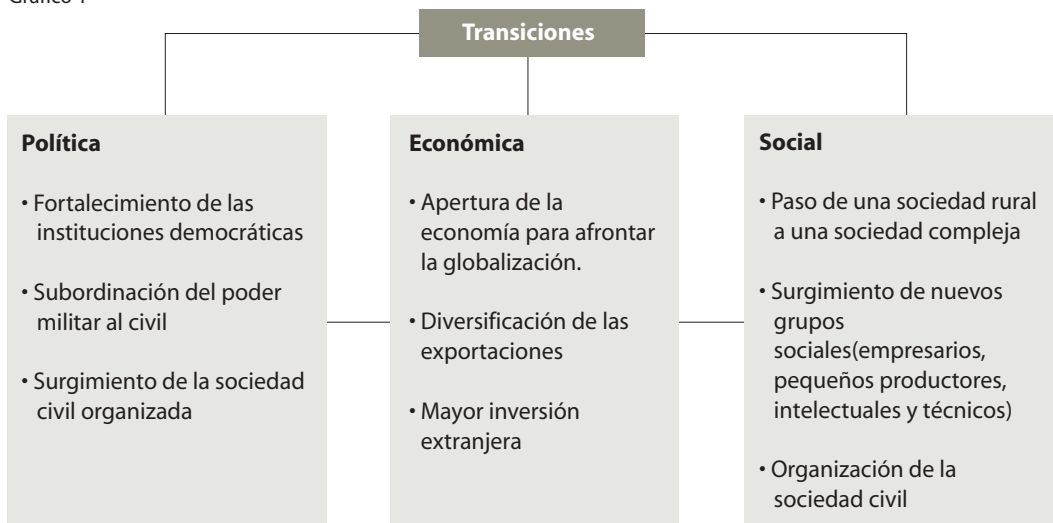 Gráfico 1
Transiciones
Política
• Fortalecimiento de las
instituciones democráticas
• Subordinación del poder
militar al civil
• Surgimiento de la sociedad
civil organizada
Económica
• Apertura de la
economía para afrontar
la globalización.
• Diversificación de las
exportaciones
• Mayor inversión
extranjera
Social
• Paso de una sociedad rural
a una sociedad compleja
• Surgimiento de nuevos
grupos
sociales(empresarios,
pequeños productores,
intelectuales y técnicos)
• Organización de la
sociedad civil